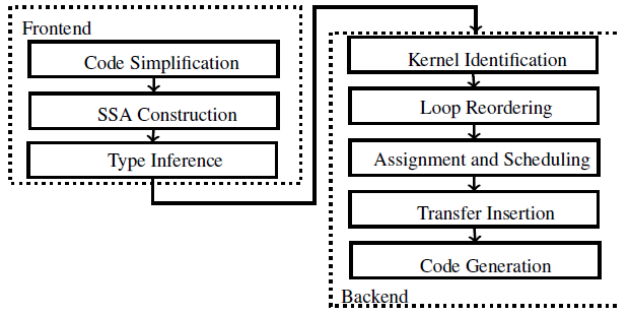 Frontend
Code Simplification
SSA Construction
Type Inference
Kernel Identification
Loop Reordering
Assignment and Scheduling
Transfer Insertion
Code Generation
Backend